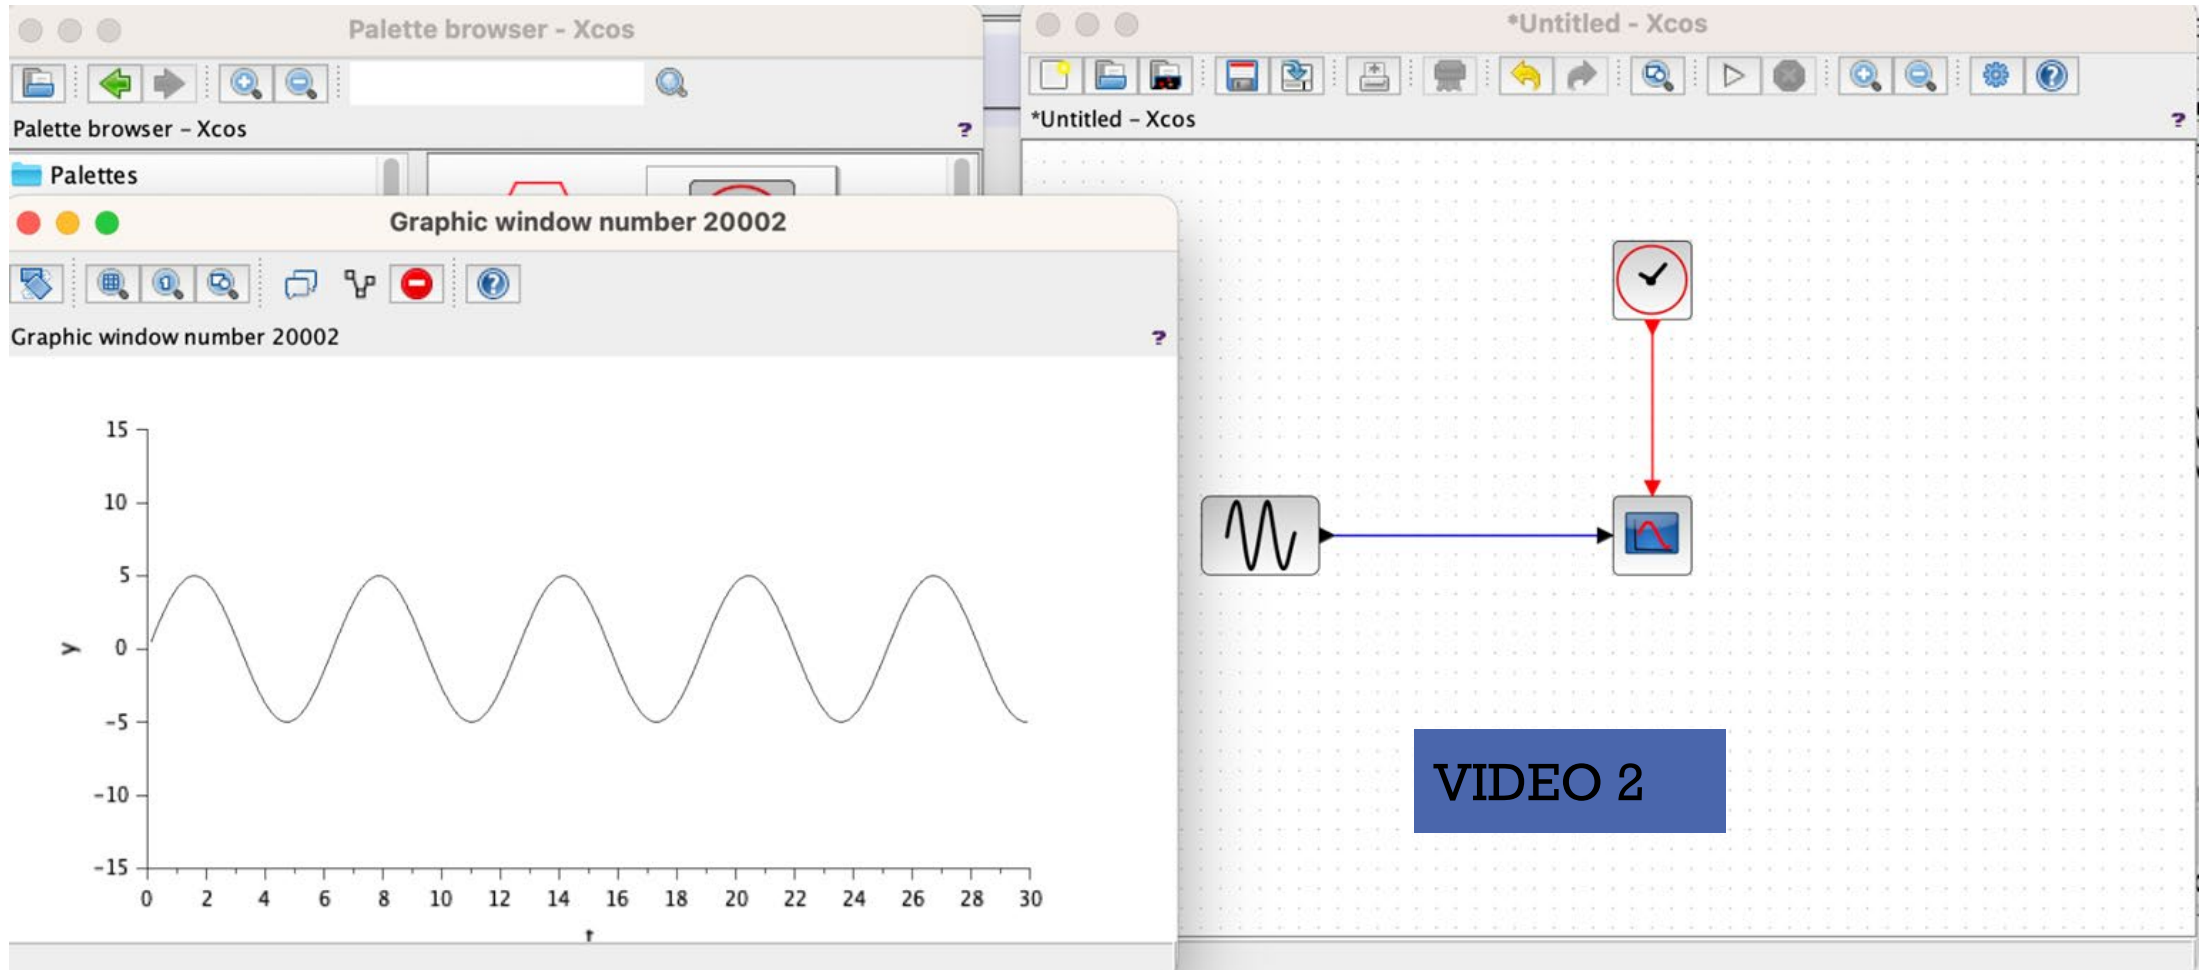 Palette browser - Xcos
*Untitled - Xcos
Palette browser – Xcos
?
*Untitled – Xcos
?
Palettes
Graphic window number 20002
Graphic window number 20002
?
15
10
5
0
-5
-10
-15
y
0 2 4 6 8 10 12 14 16 18 20 22 24 26 28 30
t
VIDEO 2